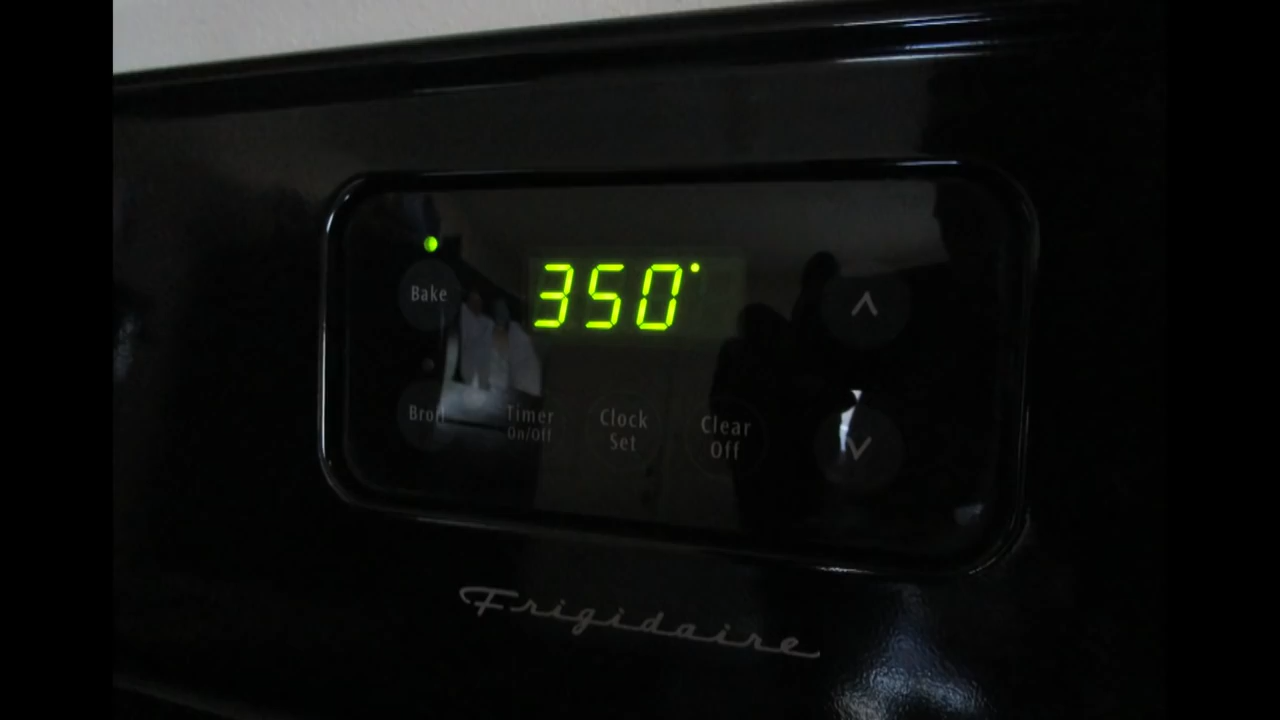 350°
Bake
Broil
Timer
On/Off
Clock
Set
Clear
Off
Frigidaire